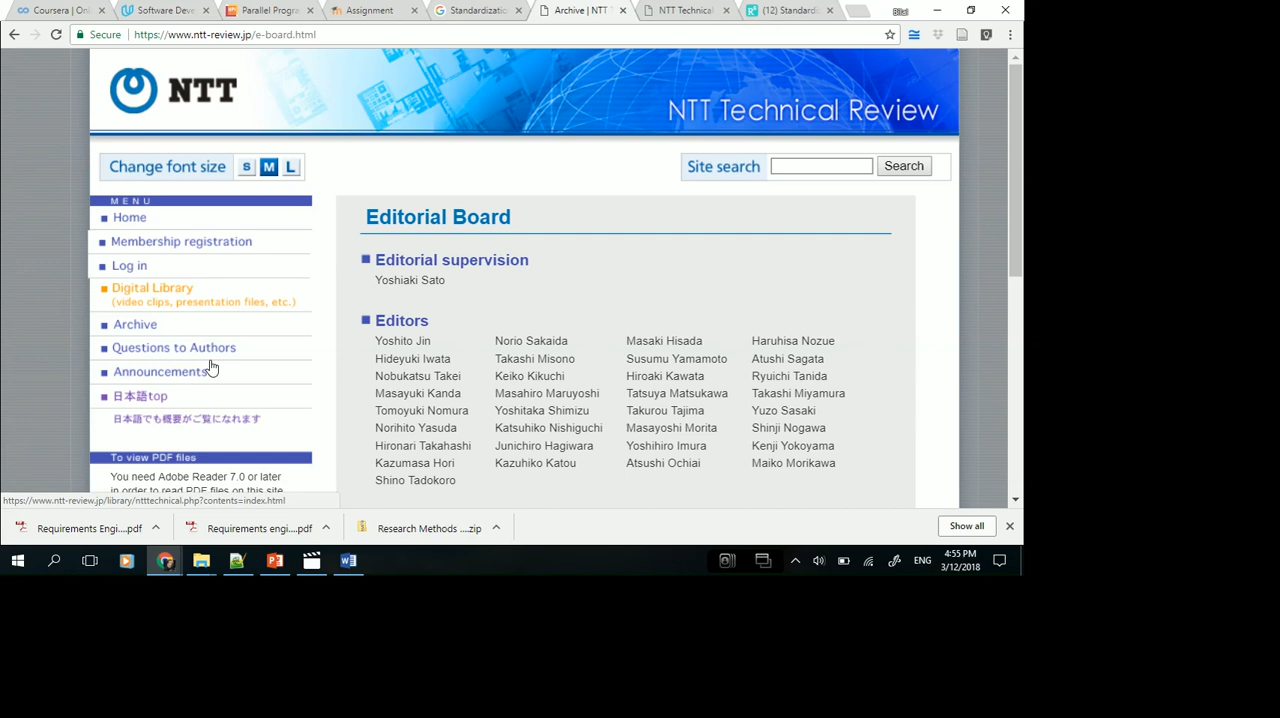 Coursera | Onl
Software Deve
Parallel Progra
Assignment
Standardizatio
Archive | NTT
NTT Technical
(12) Standardi
Bilal
Secure
https://www.ntt-review.jp/e-board.html
NTT
NTT Technical Review
Change font size S M L
Site search
Search
MENU
Home
Membership registration
Log in
Digital Library
(video clips, presentation files, etc.)
Archive
Questions to Authors
Announcements
日本語top
日本語でも概要がご覧になれます
To view PDF files
You need Adobe Reader 7.0 or later
in order to read PDF files on this site.
Editorial Board
Editorial supervision
Yoshiaki Sato
Editors
Yoshito Jin Norio Sakaida Masaki Hisada Haruhisa Nozue
Hideyuki Iwata Takashi Misono Susumu Yamamoto Atushi Sagata
Nobukatsu Takei Keiko Kikuchi Hiroaki Kawata Ryuichi Tanida
Masayuki Kanda Masahiro Maruyoshi Tatsuya Matsukawa Takashi Miyamura
Tomoyuki Nomura Yoshitaka Shimizu Takurou Tajima Yuzo Sasaki
Norihito Yasuda Katsuhiko Nishiguchi Masayoshi Morita Shinji Nogawa
Hironari Takahashi Junichiro Hagiwara Yoshihiro Imura Kenji Yokoyama
Kazumasa Hori Kazuhiko Katou Atsushi Ochiai Maiko Morikawa
Shino Tadokoro
https://www.ntt-review.jp/library/ntttechnical.php?contents=index.html
Requirements Engi....pdf
Requirements engi....pdf
Research Methods ....zip
Show all
ENG
4:55 PM
3/12/2018